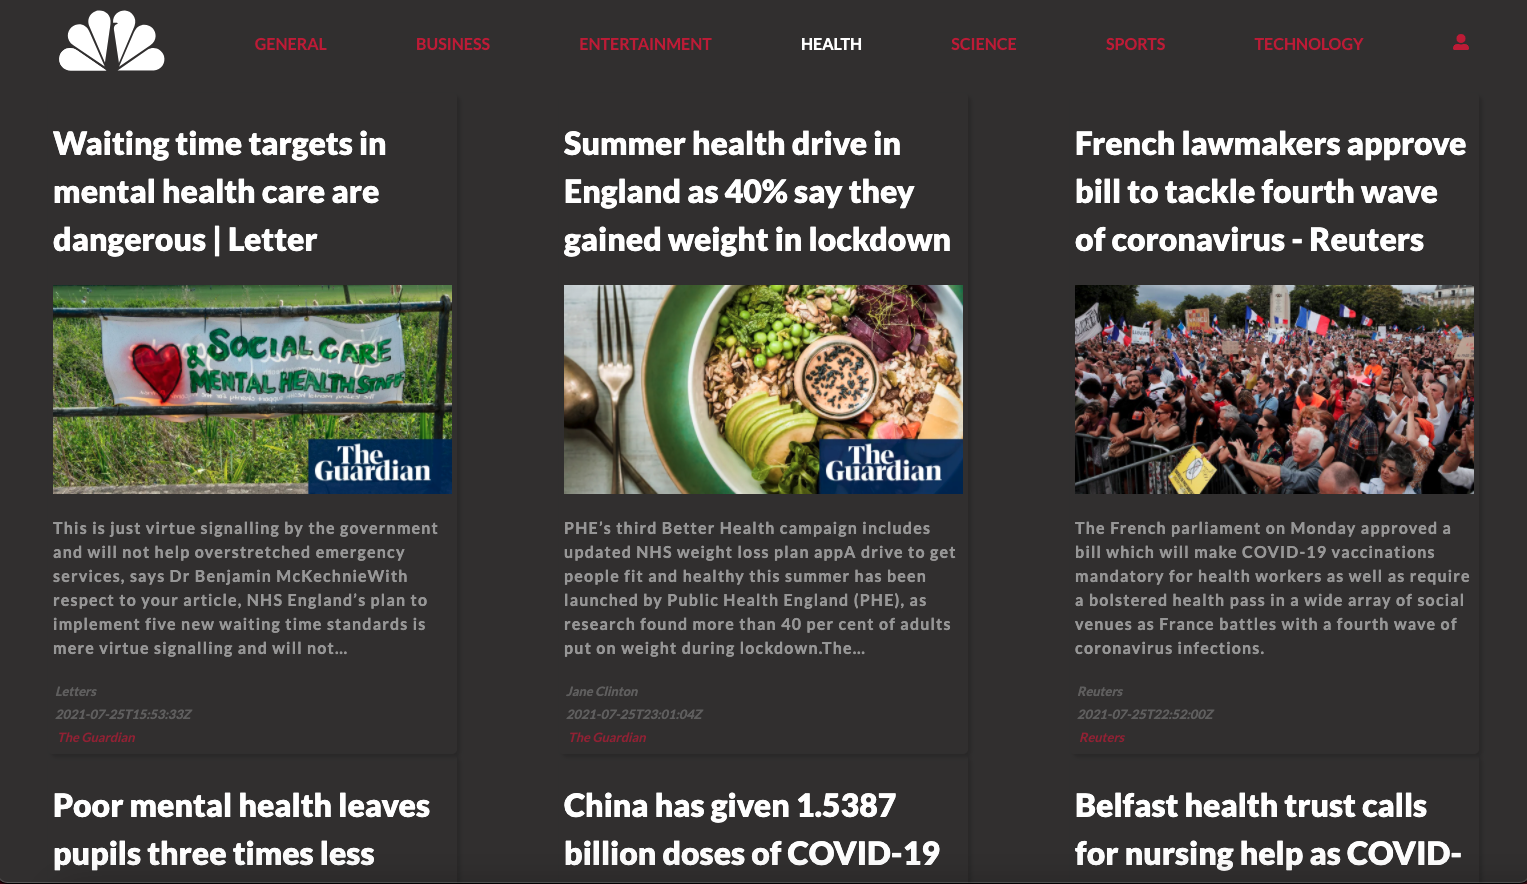 GENERAL BUSINESS ENTERTAINMENT HEALTH SCIENCE SPORTS TECHNOLOGY
Waiting time targets in
mental health care are
dangerous | Letter
& SOCIAL CARE
MENTAL HEALTH STAFF
The
Guardian
This is just virtue signalling by the government
and will not help overstretched emergency
services, says Dr Benjamin McKechnieWith
respect to your article, NHS England’s plan to
implement five new waiting time standards is
mere virtue signalling and will not…
Letters
2021-07-25T15:53:33Z
The Guardian
Summer health drive in
England as 40% say they
gained weight in lockdown
The
Guardian
PHE’s third Better Health campaign includes
updated NHS weight loss plan appA drive to get
people fit and healthy this summer has been
launched by Public Health England (PHE), as
research found more than 40 per cent of adults
put on weight during lockdown.The…
Jane Clinton
2021-07-25T23:01:04Z
The Guardian
French lawmakers approve
bill to tackle fourth wave
of coronavirus - Reuters
The French parliament on Monday approved a
bill which will make COVID-19 vaccinations
mandatory for health workers as well as require
a bolstered health pass in a wide array of social
venues as France battles with a fourth wave of
coronavirus infections.
Reuters
2021-07-25T22:52:00Z
Reuters
Poor mental health leaves
pupils three times less
China has given 1.5387
billion doses of COVID-19
Belfast health trust calls
for nursing help as COVID-